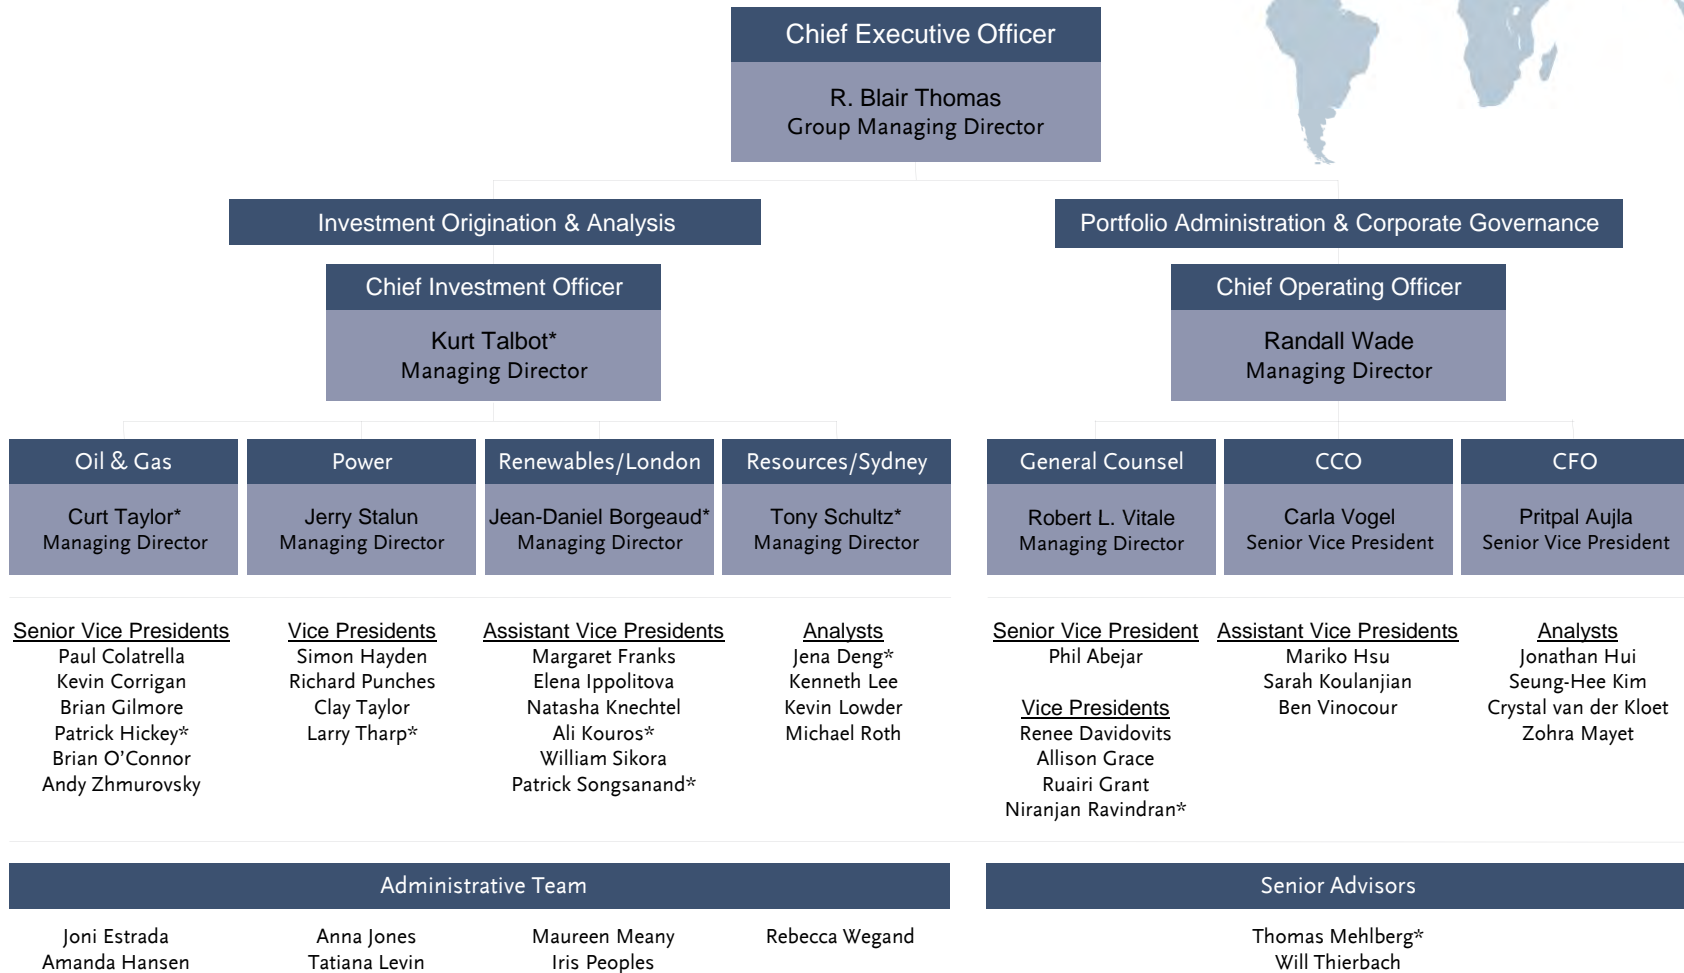 Chief Executive Officer
R. Blair Thomas
Group Managing Director
Investment Origination & Analysis
Portfolio Administration & Corporate Governance
Chief Investment Officer
Kurt Talbot*
Managing Director
Chief Operating Officer
Randall Wade
Managing Director
Oil & Gas
Curt Taylor*
Managing Director
Power
Jerry Stalun
Managing Director
Renewables/London
Jean-Daniel Borgeaud*
Managing Director
Resources/Sydney
Tony Schultz*
Managing Director
General Counsel
Robert L. Vitale
Managing Director
CCO
Carla Vogel
Senior Vice President
CFO
Pritpal Aujla
Senior Vice President
Senior Vice Presidents
Paul Colatrella
Kevin Corrigan
Brian Gilmore
Patrick Hickey*
Brian O’Connor
Andy Zhmurovsky
Vice Presidents
Simon Hayden
Richard Punches
Clay Taylor
Larry Tharp*
Assistant Vice Presidents
Margaret Franks
Elena Ippolitova
Natasha Knechtel
Ali Kouros*
William Sikora
Patrick Songsanand*
Analysts
Jena Deng*
Kenneth Lee
Kevin Lowder
Michael Roth
Senior Vice President
Phil Abejar
Vice Presidents
Renee Davidovits
Allison Grace
Ruairi Grant
Niranjan Ravindran*
Assistant Vice Presidents
Mariko Hsu
Sarah Koulanjian
Ben Vinocour
Analysts
Jonathan Hui
Seung-Hee Kim
Crystal van der Kloet
Zohra Mayet
Administrative Team
Joni Estrada
Amanda Hansen
Anna Jones
Tatiana Levin
Maureen Meany
Iris Peoples
Rebecca Wegand
Senior Advisors
Thomas Mehlberg*
Will Thierbach